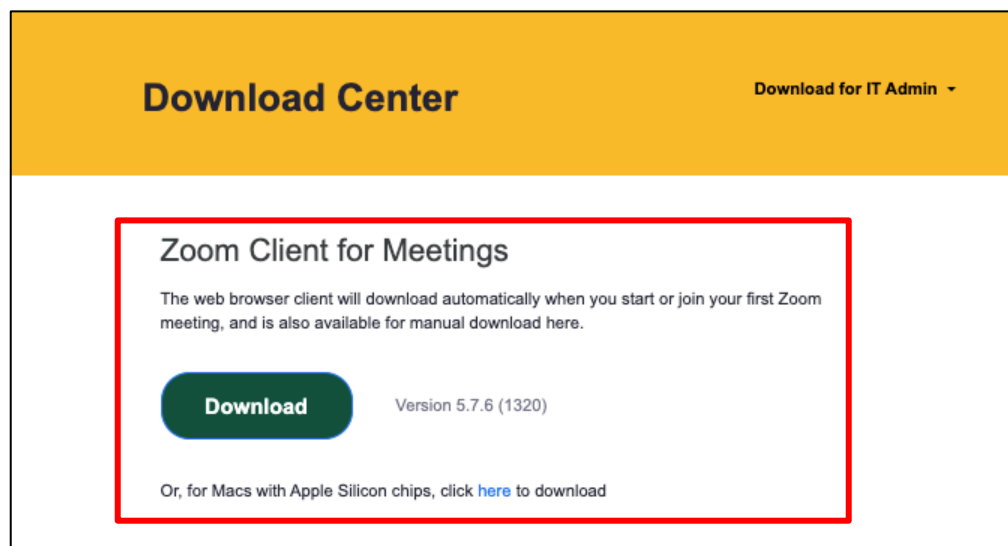 Download Center
Download for IT Admin
Zoom Client for Meetings
The web browser client will download automatically when you start or join your first Zoom
meeting, and is also available for manual download here.
Download
Version 5.7.6 (1320)
Or, for Macs with Apple Silicon chips, click here to download